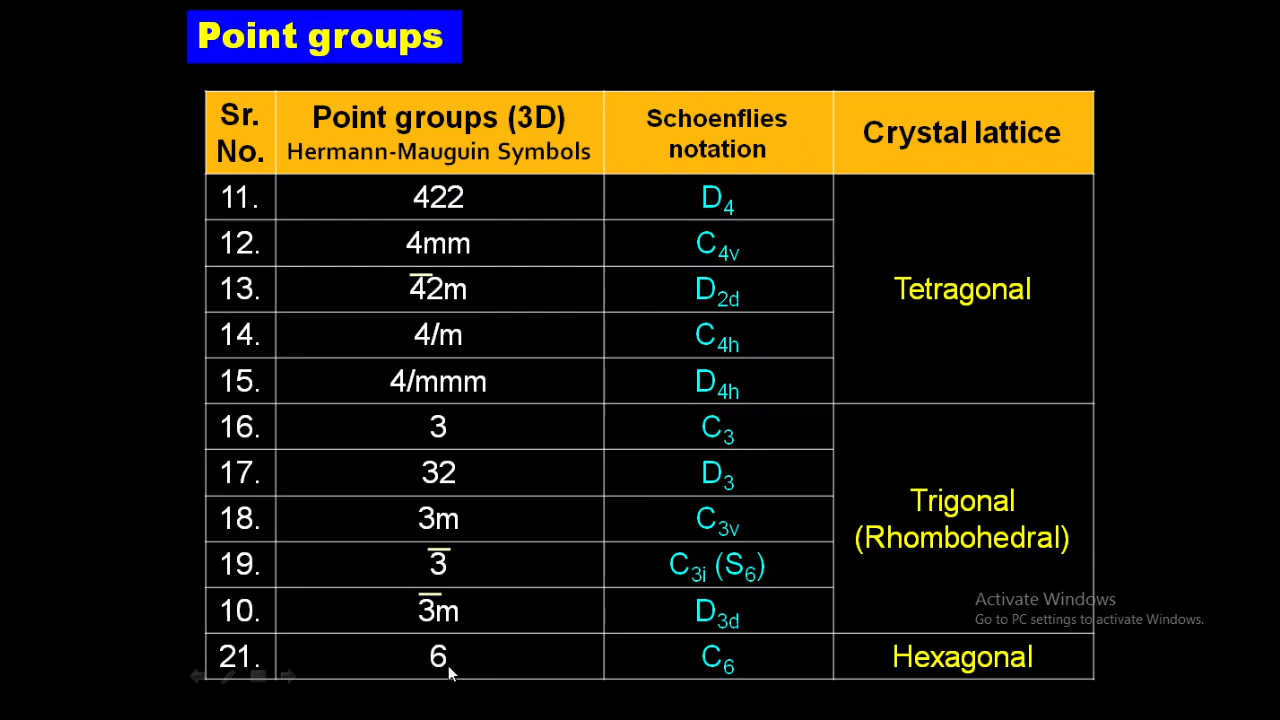 Point groups
Sr. No. Point groups (3D) Hermann-Mauguin Symbols Schoenflies notation Crystal lattice
11. 422 D₄ Tetragonal
12. 4mm C₄ᵥ
13. 4̅2m D₂d
14. 4/m C₄ₕ
15. 4/mmm D₄ₕ
16. 3 C₃ Trigonal (Rhombohedral)
17. 32 D₃
18. 3m C₃ᵥ
19. 3̅ C₃ᵢ (S₆)
10. 3̅m D₃d
21. 6 C₆ Hexagonal
Activate Windows
Go to PC settings to activate Windows.